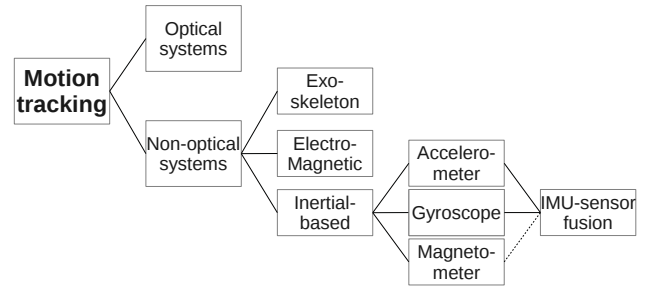 Motion
tracking
Optical
systems
Non-optical
systems
Exo-
skeleton
Electro-
Magnetic
Inertial-
based
Accelero-
meter
Gyroscope
Magneto-
meter
IMU-sensor
fusion